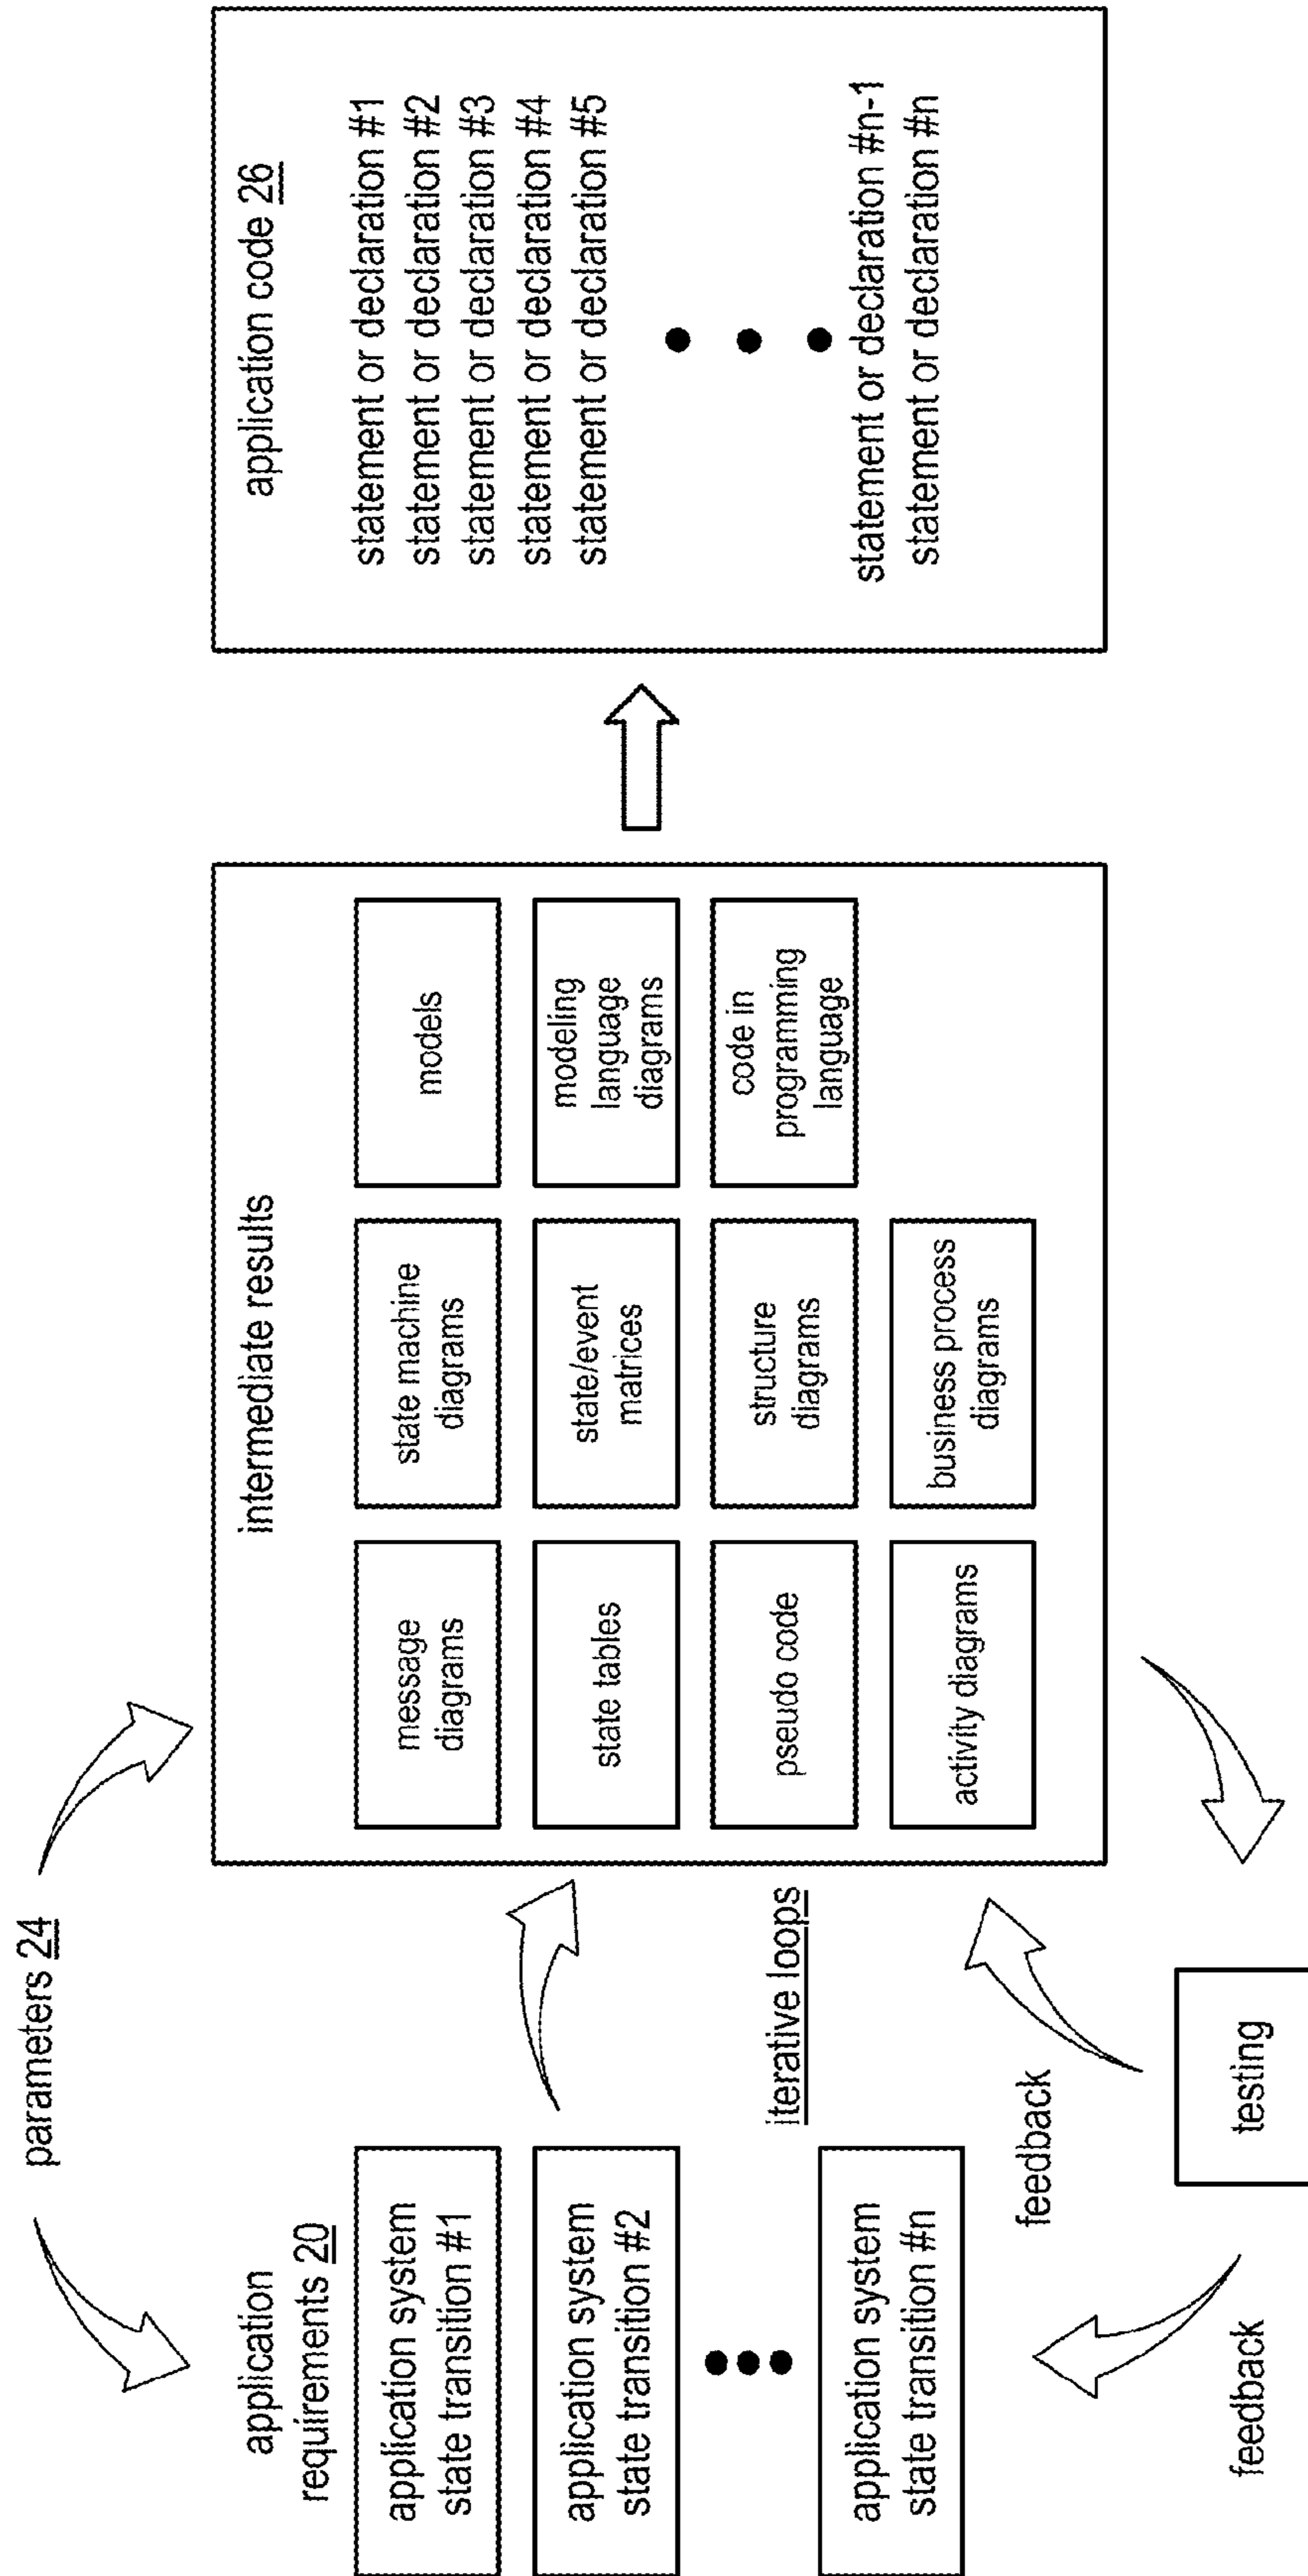 parameters 24
application
requirements 20
application system
state transition #1
application system
state transition #2
application system
state transition #n
iterative loops
feedback
feedback
testing
intermediate results
message
diagrams
state machine
diagrams
models
state tables
state/event
matrices
modeling
language
diagrams
pseudo code
structure
diagrams
code in
programming
language
activity diagrams
business process
diagrams
application code 26
statement or declaration #1
statement or declaration #2
statement or declaration #3
statement or declaration #4
statement or declaration #5
statement or declaration #n-1
statement or declaration #n